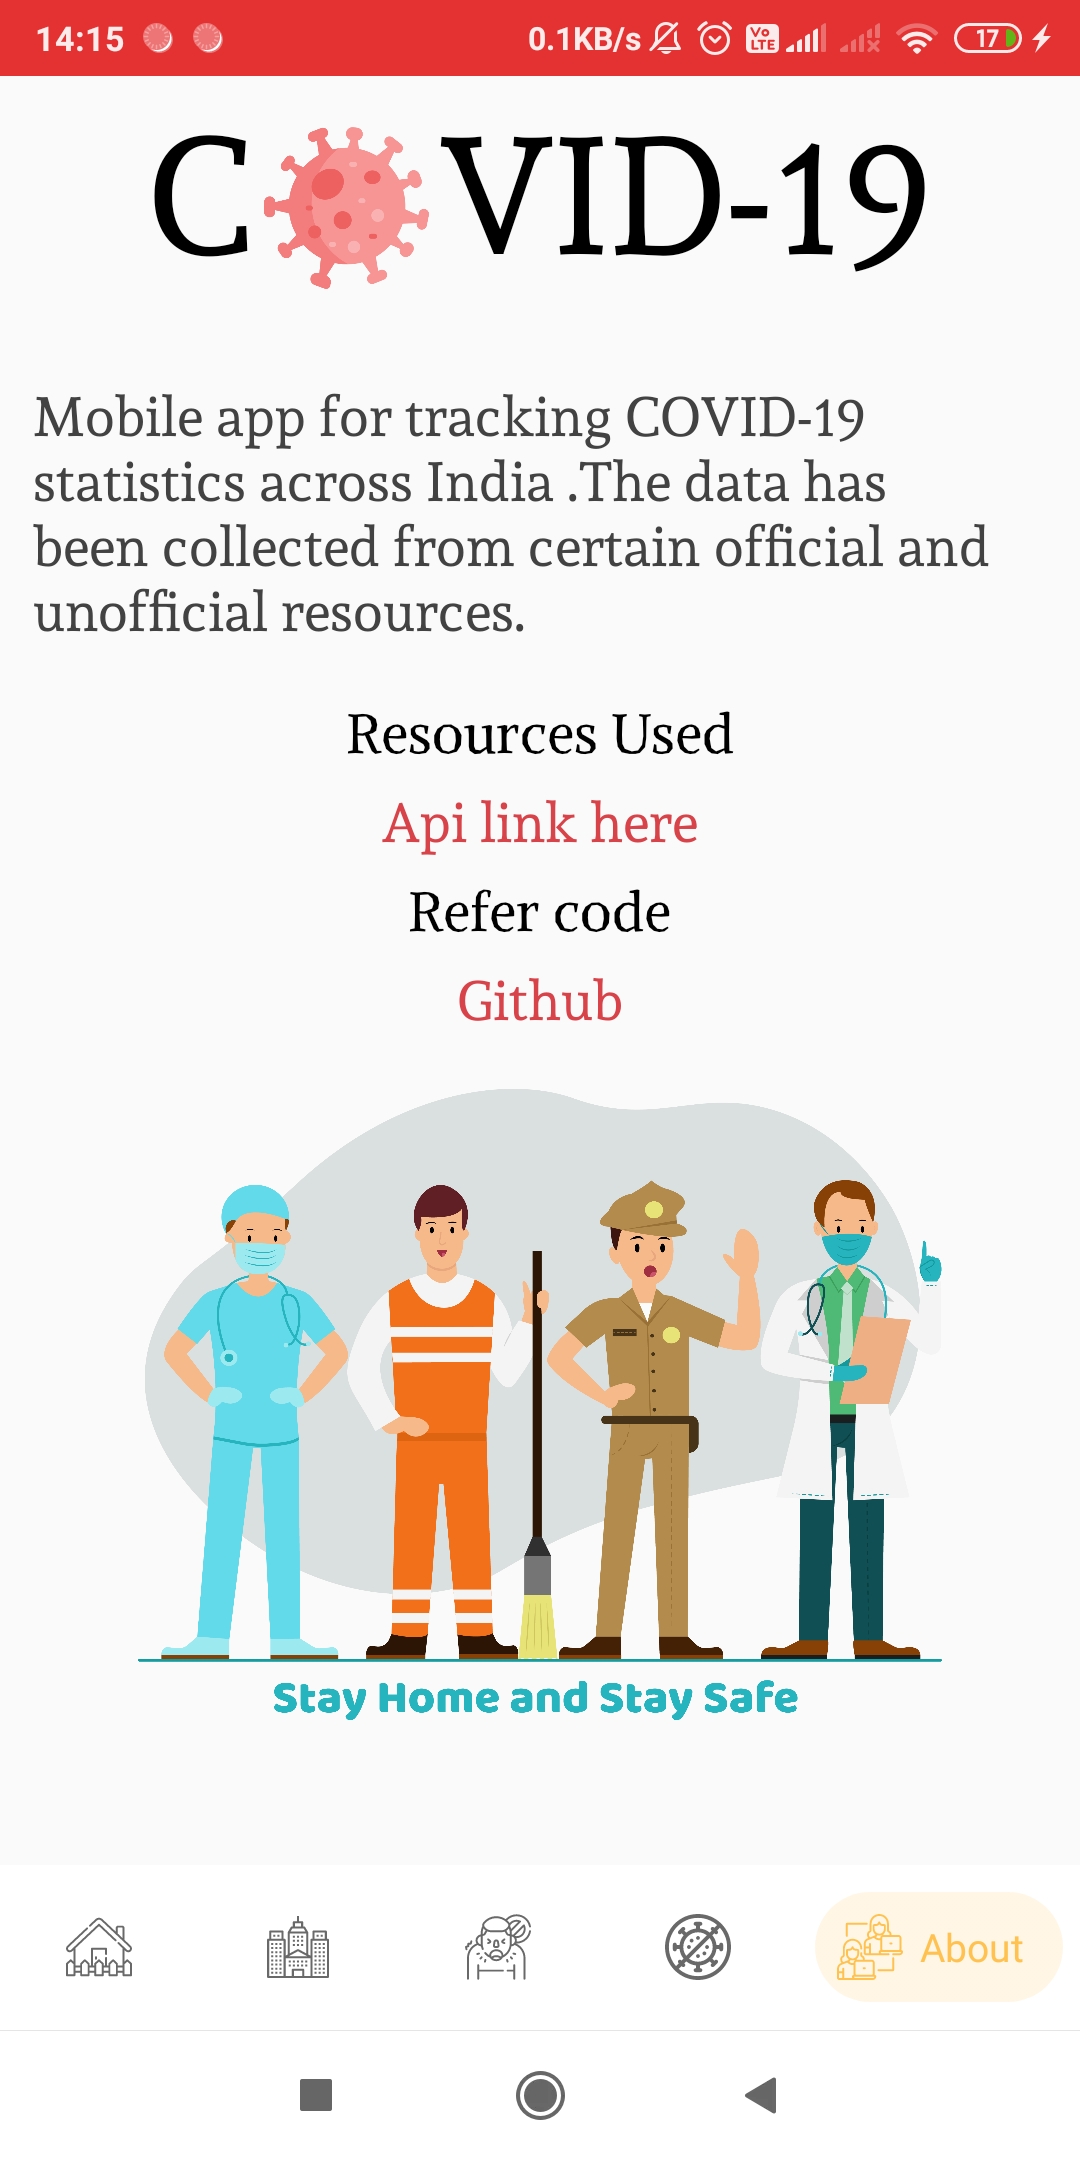 14:15 0.1KB/s Vo LTE 17
C VID-19
Mobile app for tracking COVID-19
statistics across India .The data has
been collected from certain official and
unofficial resources.
Resources Used
Api link here
Refer code
Github
Stay Home and Stay Safe
About